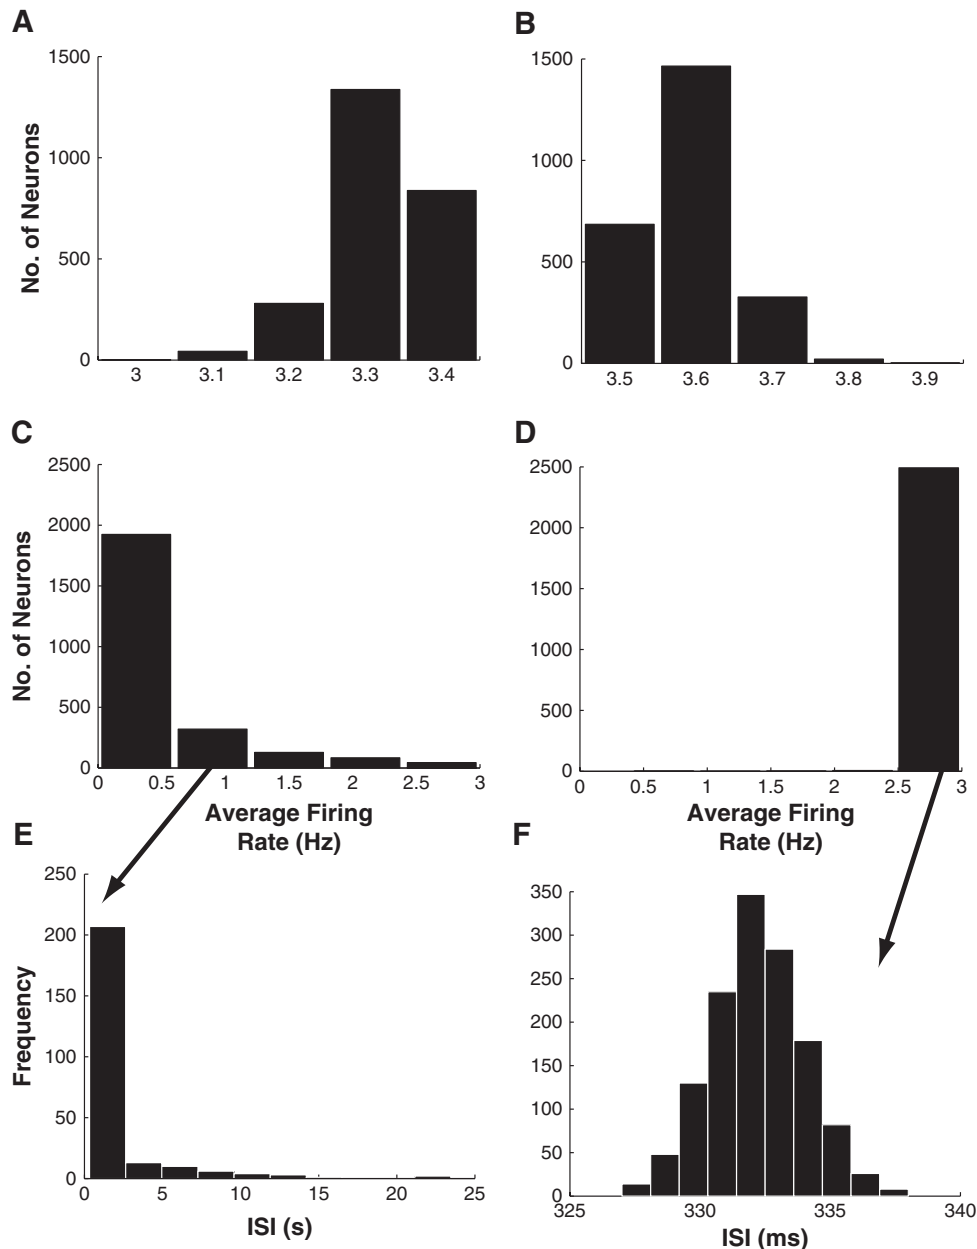 A
B
1500
1000
500
0
No. of Neurons
3 3.1 3.2 3.3 3.4
1500
1000
500
0
3.5 3.6 3.7 3.8 3.9
C
D
2500
2000
1500
1000
500
0
No. of Neurons
0 0.5 1 1.5 2 2.5 3
Average Firing
Rate (Hz)
2500
2000
1500
1000
500
0
0 0.5 1 1.5 2 2.5 3
Average Firing
Rate (Hz)
E
F
250
200
150
100
50
0
Frequency
0 5 10 15 20 25
ISI (s)
350
300
250
200
150
100
50
0
325 330 335 340
ISI (ms)